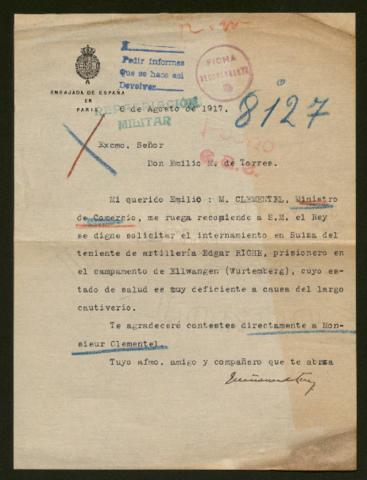 Pedir informes
Que se hace asi
Devolver
FICHA
EMBAJADA DE ESPAÑA
EN
PARIS
6 de Agosto de 1917.
MILITAR
8127
Excmo. Señor
Don Emilio M. de Torres.
Mi querido Emilio : M. CLEMENTEL, Ministro
de Comercio, me ruega recomiende a S.M. el Rey
se digne solicitar el internamiento en Suiza del
teniente de artillería Edgar RICHE, prisionero en
el campamento de Ellwangen (Wurtemberg), cuyo es-
tado de salud es muy deficiente a causa del largo
cautiverio.
Te agradeceré contestes directamente a Mon-
sieur Clementel.
Tuyo afmo. amigo y compañero que te abraza